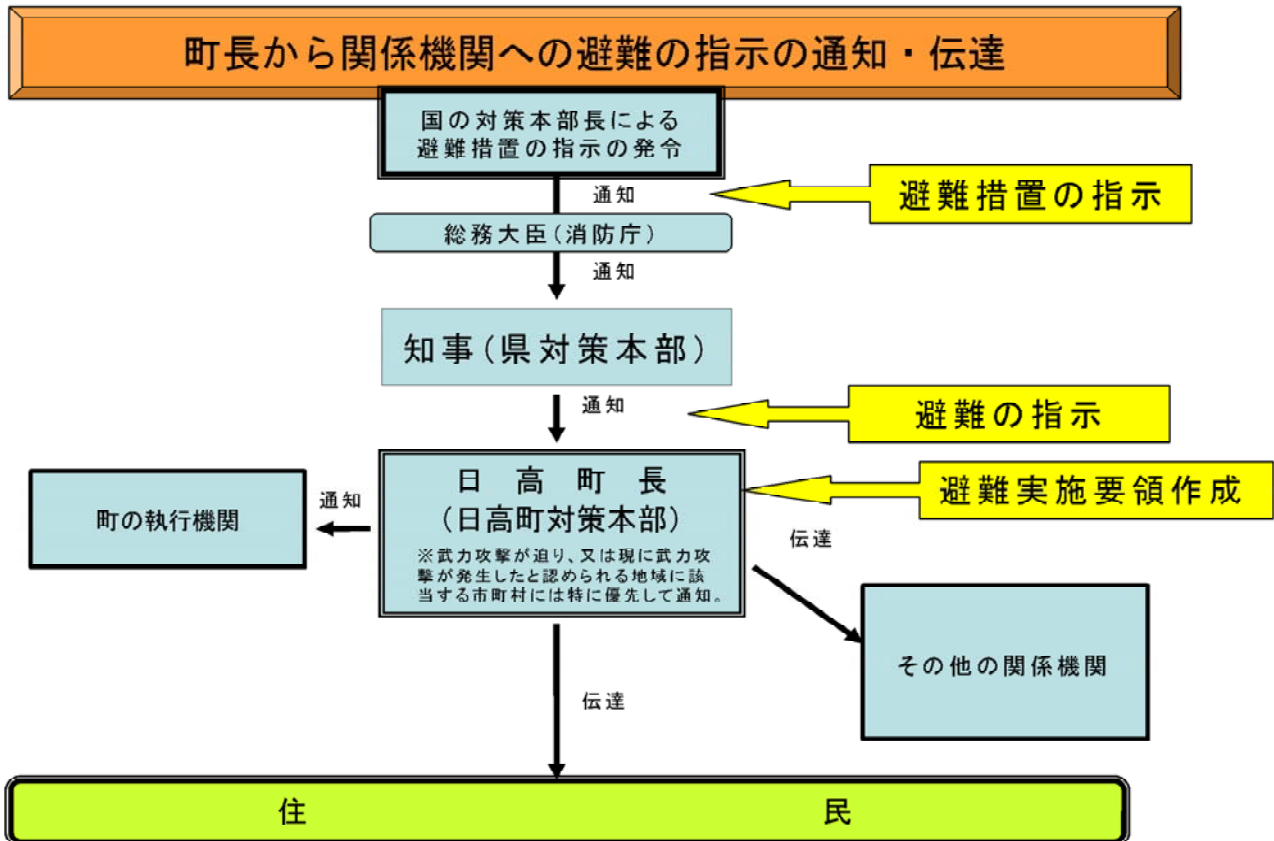 町長から関係機関への避難の指示の通知・伝達
国の対策本部長による
避難措置の指示の発令
通知
避難措置の指示
総務大臣(消防庁)
通知
知事(県対策本部)
通知
避難の指示
日高町長
(日高町対策本部)
※武力攻撃が迫り、又は現に武力攻
撃が発生したと認められる地域に該
当する市町村には特に優先して通知。
避難実施要領作成
通知
町の執行機関
伝達
その他の関係機関
伝達
住民